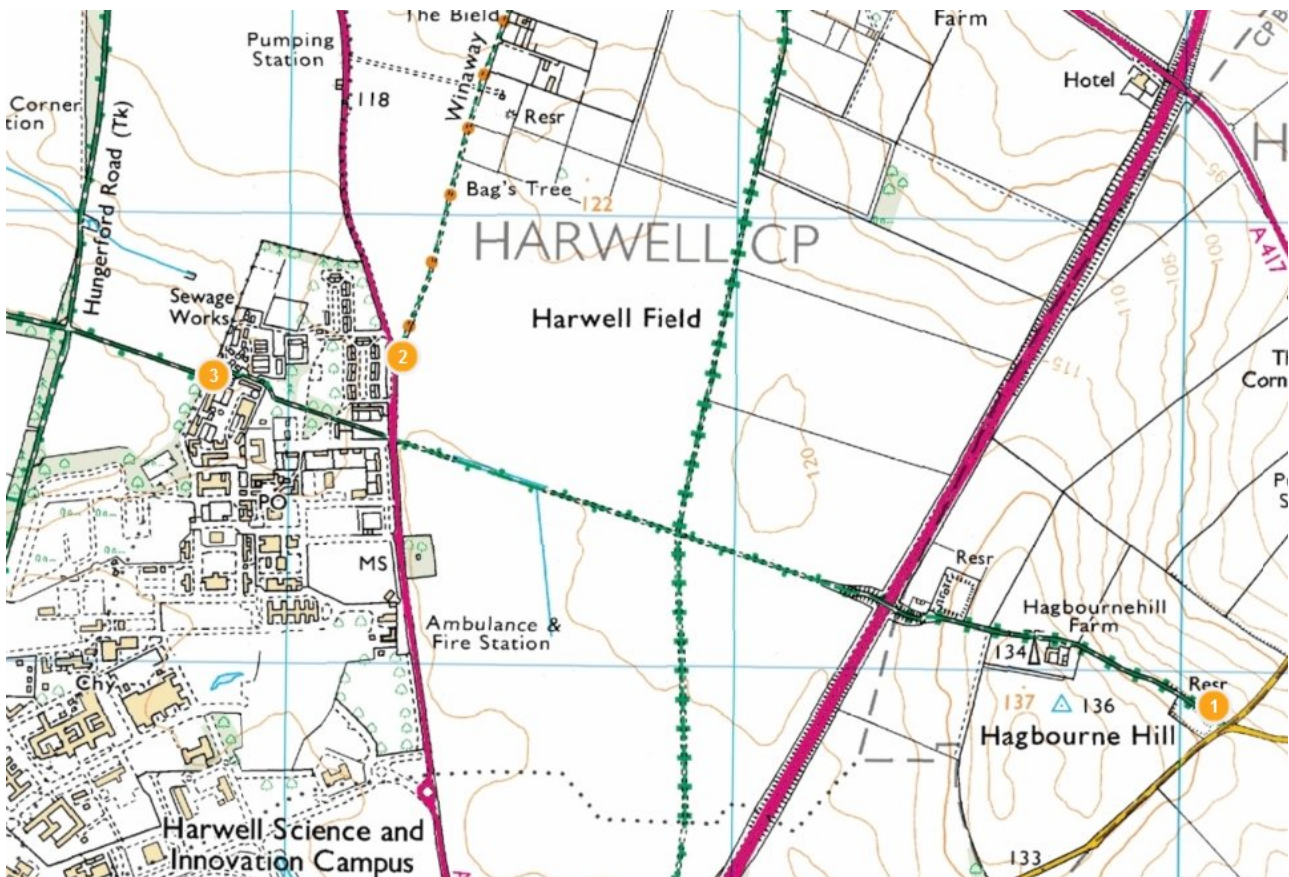 The Bield
Farm
CP B
Pumping
Station
Winaway
Hotel
118
Resr
Corner
tion
Hungerford Road (Tk)
H
95
Bag's Tree
122
100
HARWELL CP
105
A 417
110
Sewage
Works
Harwell Field
115
2
3
Corn
120
PO
MS
Resr
Hagbournehill
Farm
Ambulance &
Fire Station
134
Chy
Resr
1
137
136
Hagbourne Hill
Harwell Science and
Innovation Campus
133
A